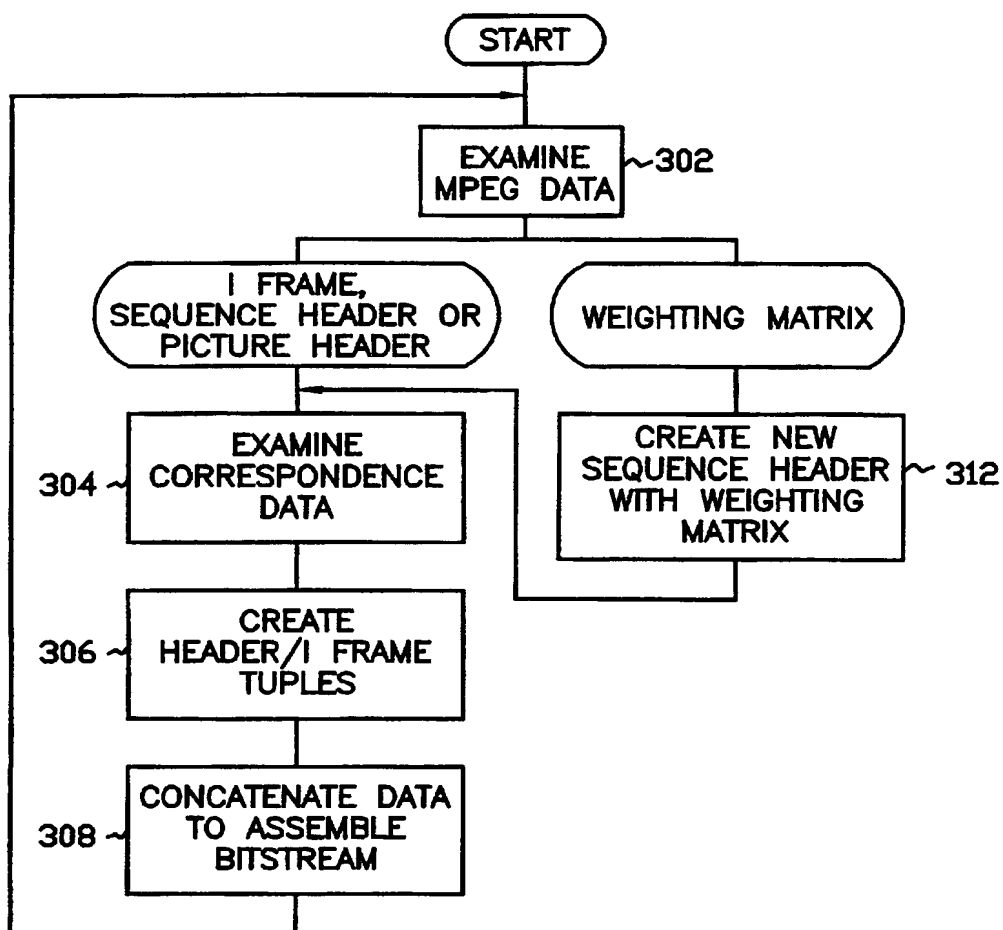 START
EXAMINE
MPEG DATA
302
I FRAME,
SEQUENCE HEADER OR
PICTURE HEADER
WEIGHTING MATRIX
304
EXAMINE
CORRESPONDENCE
DATA
CREATE NEW
SEQUENCE HEADER
WITH WEIGHTING
MATRIX
312
306
CREATE
HEADER/I FRAME
TUPLES
308
CONCATENATE DATA
TO ASSEMBLE
BITSTREAM